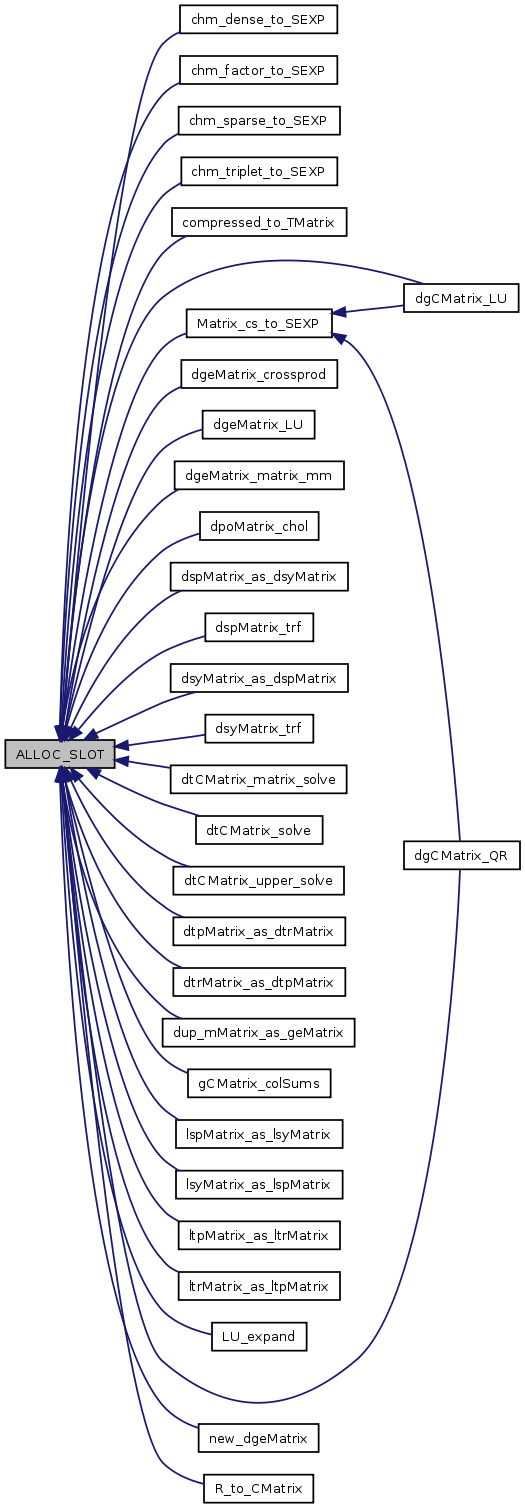 chm_dense_to_SEXP
chm_factor_to_SEXP
chm_sparse_to_SEXP
chm_triplet_to_SEXP
compressed_to_TMatrix
dgCMatrix_LU
Matrix_cs_to_SEXP
dgeMatrix_crossprod
dgeMatrix_LU
dgeMatrix_matrix_mm
dpoMatrix_chol
dspMatrix_as_dsyMatrix
dspMatrix_trf
dsyMatrix_as_dspMatrix
dsyMatrix_trf
ALLOC_SLOT
dtCMatrix_matrix_solve
dtCMatrix_solve
dgCMatrix_QR
dtCMatrix_upper_solve
dtpMatrix_as_dtrMatrix
dtrMatrix_as_dtpMatrix
dup_mMatrix_as_geMatrix
gCMatrix_colSums
lspMatrix_as_lsyMatrix
lsyMatrix_as_lspMatrix
ltpMatrix_as_ltrMatrix
ltrMatrix_as_ltpMatrix
LU_expand
new_dgeMatrix
R_to_CMatrix